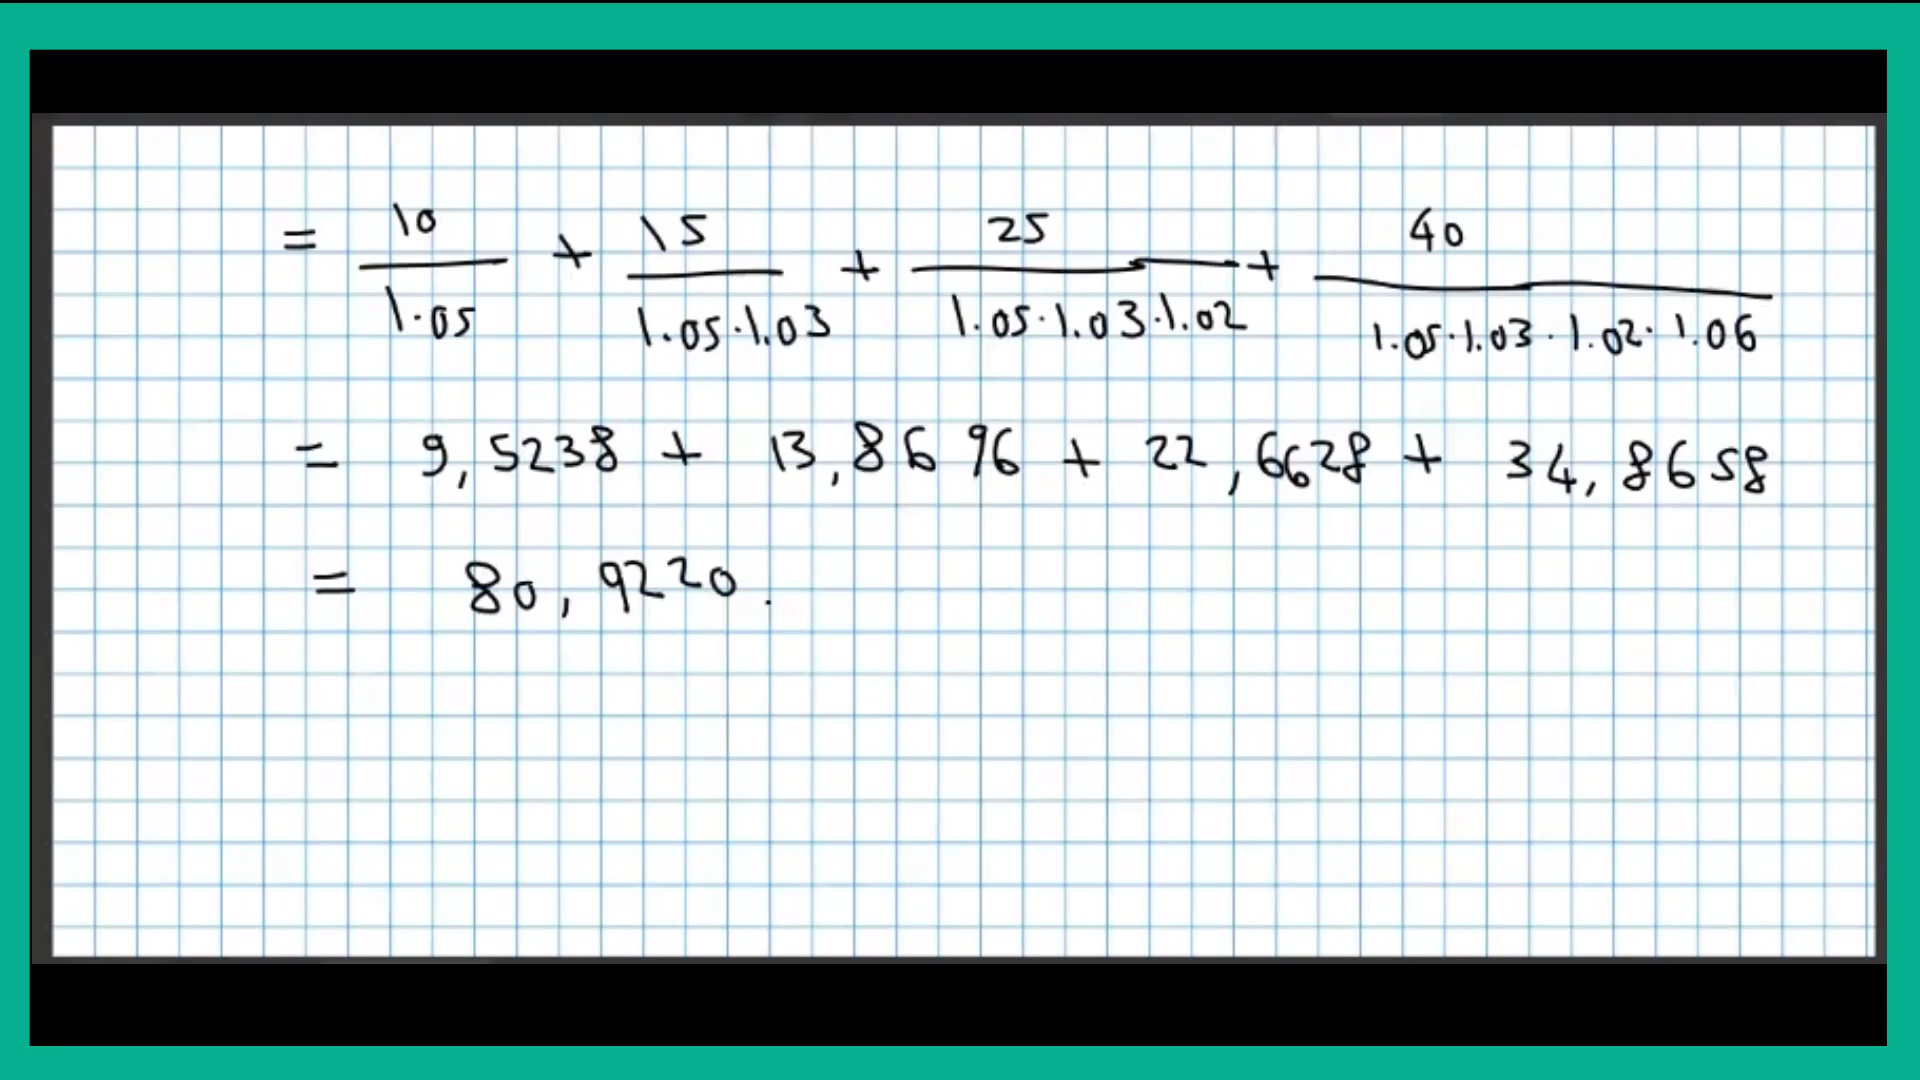 = 10/1.05 + 15/1.05·1.03 + 25/1.05·1.03·1.02 + 40/1.05·1.03·1.02·1.06
= 9,5238 + 13,8696 + 22,6628 + 34,8658
= 80,9220.